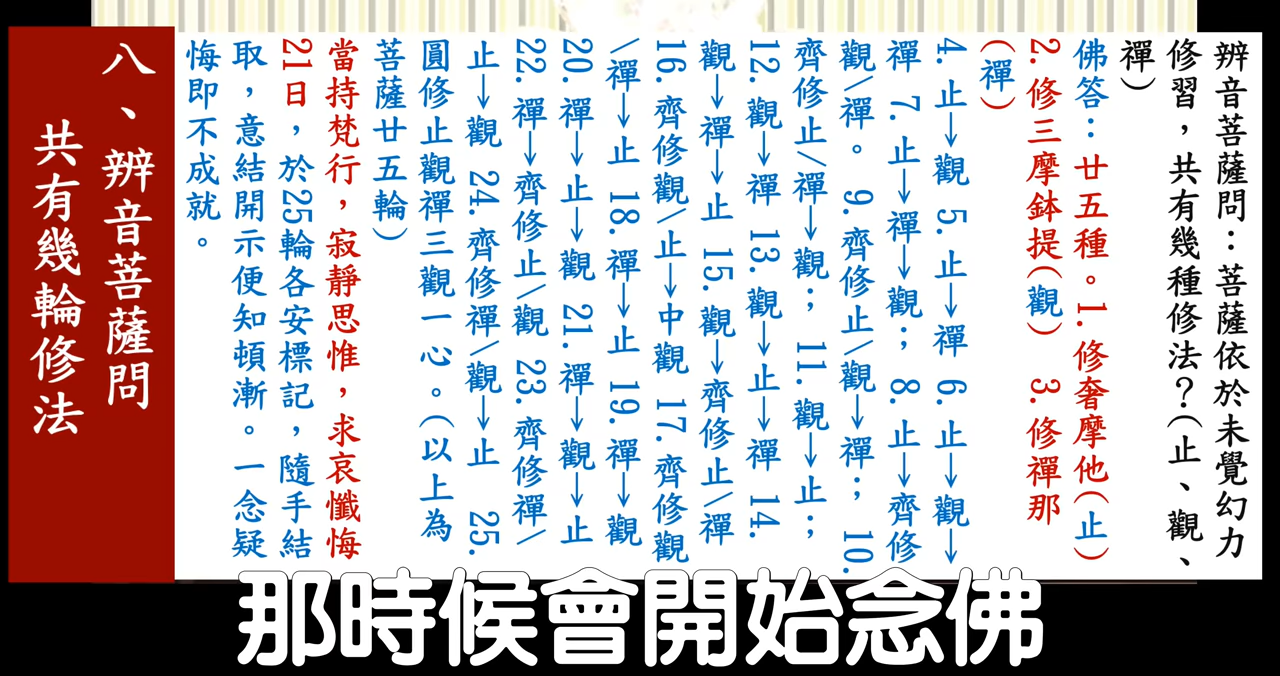 八、辨音菩薩問
共有幾輪修法
辨音菩薩問：菩薩依於未覺幻力
修習，共有幾種修法？(止、觀、
禪)
佛答：廿五種。1.修奢摩他(止)
2.修三摩鉢提(觀) 3.修禪那
(禪)
4.止→觀 5.止→禪 6.止→觀→
禪 7.止→禪→觀； 8.止→齊修
觀/禪。 9.齊修止/觀→禪； 10.
齊修止/禪→觀； 11.觀→止；
12.觀→禪 13.觀→止→禪 14.
觀→禪→止 15.觀→齊修止/禪
16.齊修觀/止→中觀 17.齊修觀
/禪→止 18.禪→止 19.禪→觀
20.禪→止→觀 21.禪→觀→止
22.禪→齊修止/觀 23.齊修禪/
止→觀 24.齊修禪/觀→止 25.
圓修止觀禪三觀一心。(以上為
菩薩廿五輪)
當持梵行，寂靜思惟，求哀懺悔
21日，於25輪各安標記，隨手結
取，意結開示便知頓漸。一念疑
悔即不成就。
那時候會開始念佛